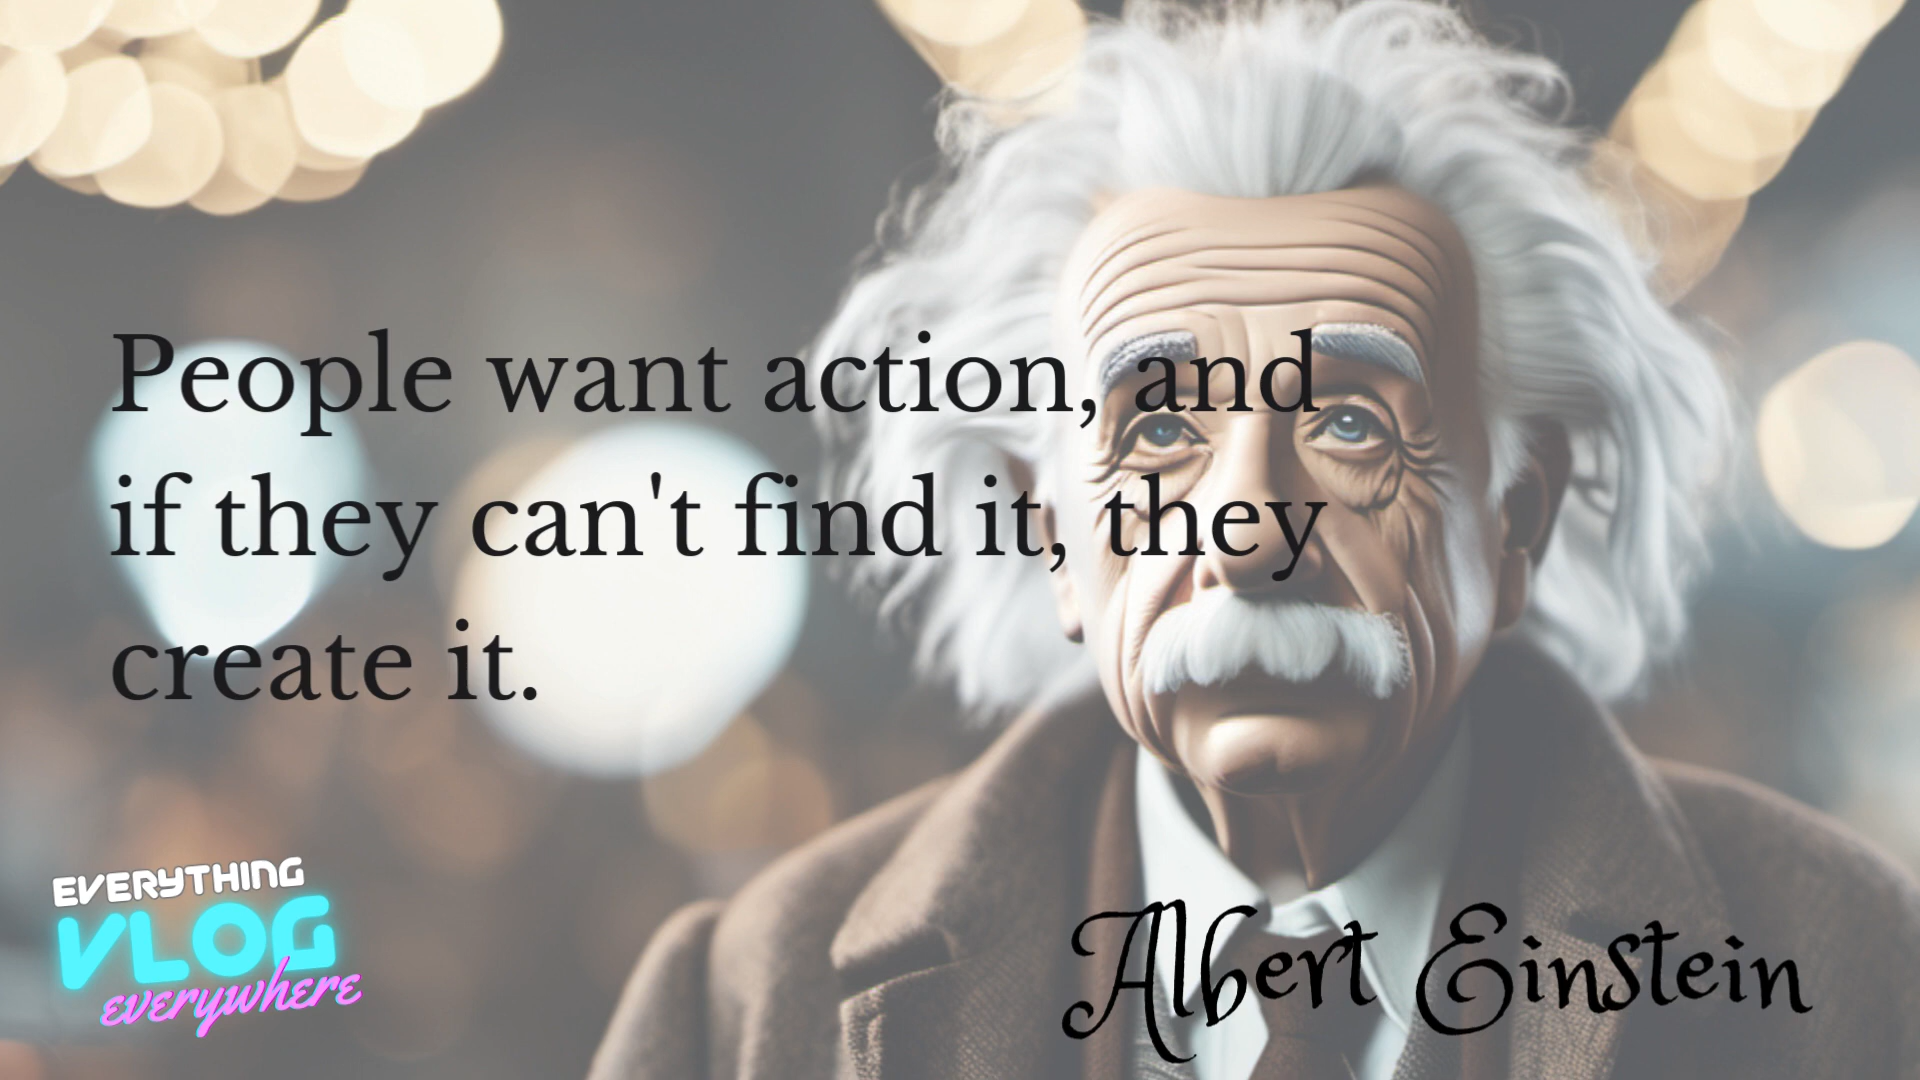 People want action, and
if they can't find it, they
create it.
EVERYTHING
VLOG
everywhere
Albert Einstein